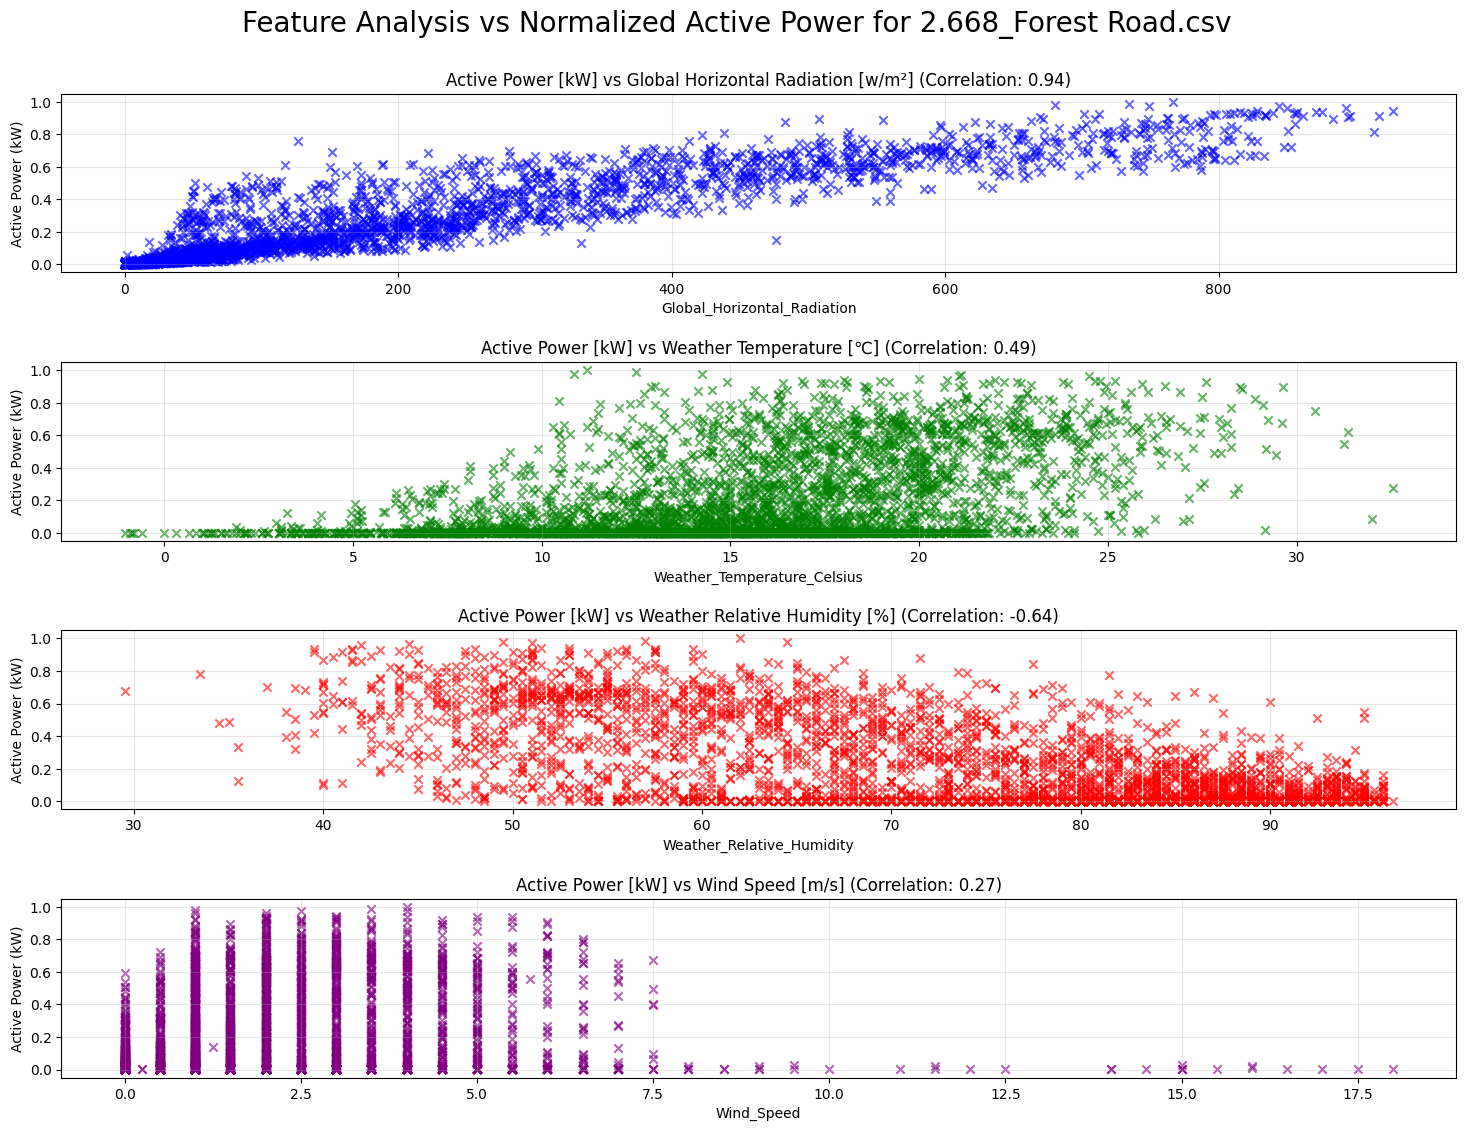 Feature Analysis vs Normalized Active Power for 2.668_Forest Road.csv
Active Power [kW] vs Global Horizontal Radiation [w/m²] (Correlation: 0.94)
Active Power (kW)
1.0
0.8
0.6
0.4
0.2
0.0
0 200 400 600 800
Global_Horizontal_Radiation
Active Power [kW] vs Weather Temperature [℃] (Correlation: 0.49)
Active Power (kW)
1.0
0.8
0.6
0.4
0.2
0.0
0 5 10 15 20 25 30
Weather_Temperature_Celsius
Active Power [kW] vs Weather Relative Humidity [%] (Correlation: -0.64)
Active Power (kW)
1.0
0.8
0.6
0.4
0.2
0.0
30 40 50 60 70 80 90
Weather_Relative_Humidity
Active Power [kW] vs Wind Speed [m/s] (Correlation: 0.27)
Active Power (kW)
1.0
0.8
0.6
0.4
0.2
0.0
0.0 2.5 5.0 7.5 10.0 12.5 15.0 17.5
Wind_Speed